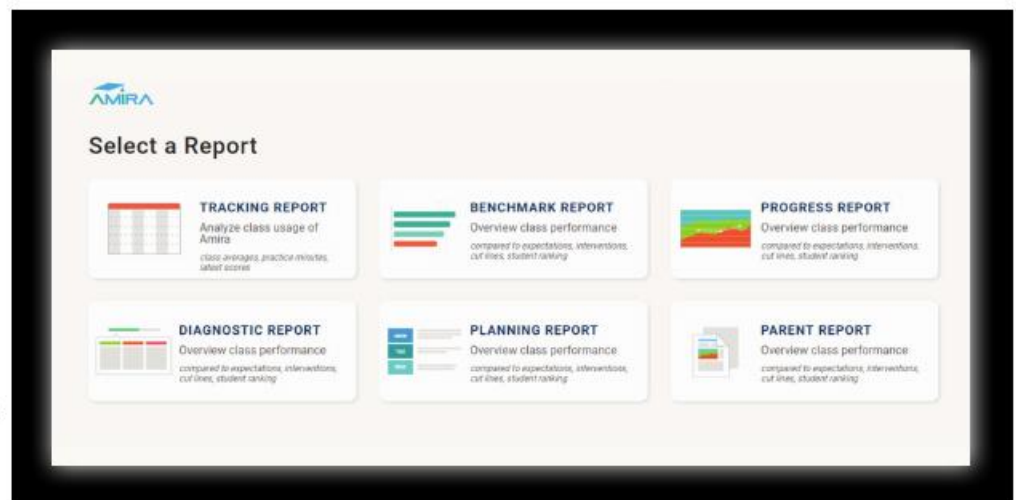 AMIRA
Select a Report
TRACKING REPORT
Analyze class usage of
Amira
class averages, practice minutes,
latest scores
BENCHMARK REPORT
Overview class performance
compared to expectations, interventions,
cut lines, student ranking
PROGRESS REPORT
Overview class performance
compared to expectations, interventions,
cut lines, student ranking
DIAGNOSTIC REPORT
Overview class performance
compared to expectations, interventions,
cut lines, student ranking
PLANNING REPORT
Overview class performance
compared to expectations, interventions,
cut lines, student ranking
PARENT REPORT
Overview class performance
compared to expectations, interventions,
cut lines, student ranking